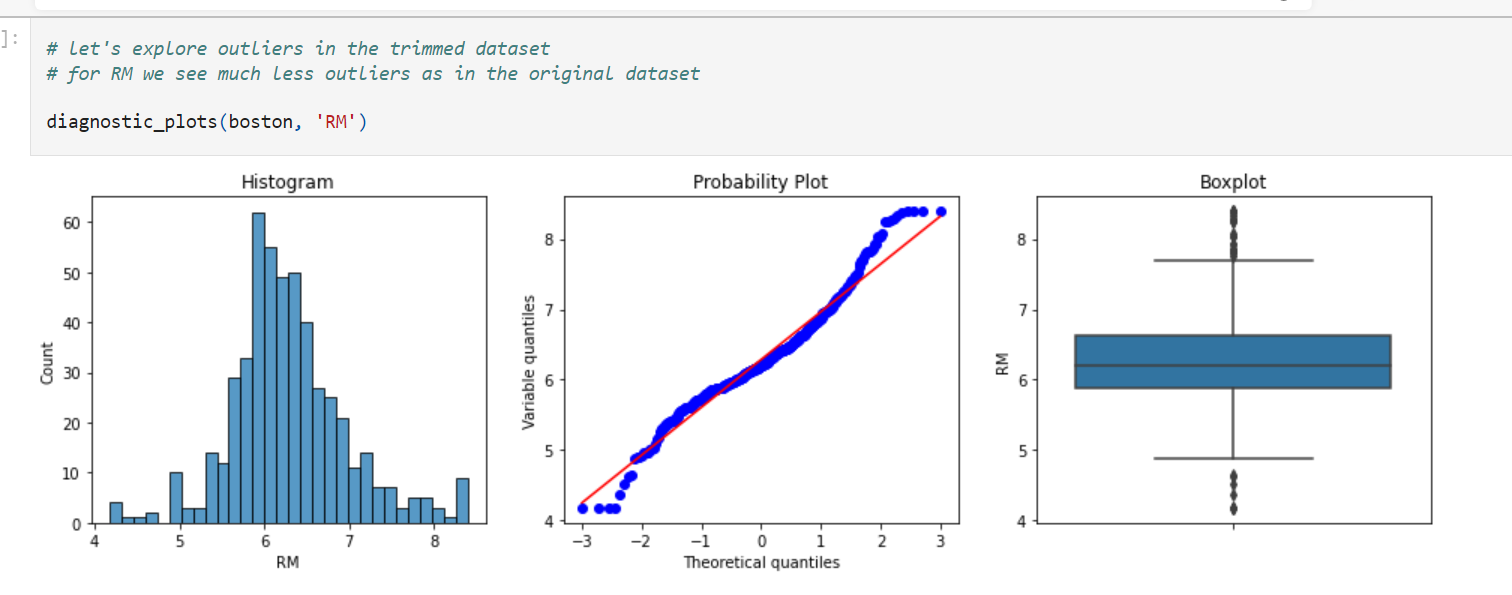 ]:
# let's explore outliers in the trimmed dataset
# for RM we see much less outliers as in the original dataset
diagnostic_plots(boston, 'RM')
Histogram
Count
60
50
40
30
20
10
0
4 5 6 7 8
RM
Probability Plot
Variable quantiles
8
7
6
5
4
−3 −2 −1 0 1 2 3
Theoretical quantiles
Boxplot
RM
8
7
6
5
4